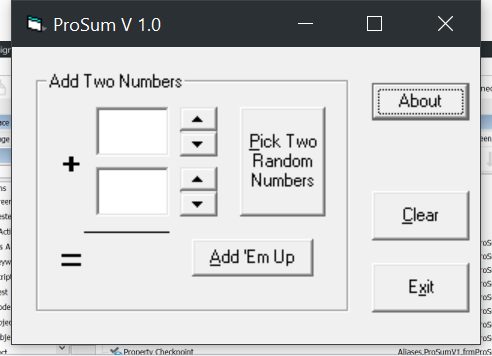 ProSum V 1.0
Add Two Numbers
About
+
Pick Two
Random
Numbers
Clear
=
Add 'Em Up
Exit
Property Checkpoint
Aliases.ProSumV1.frmProS